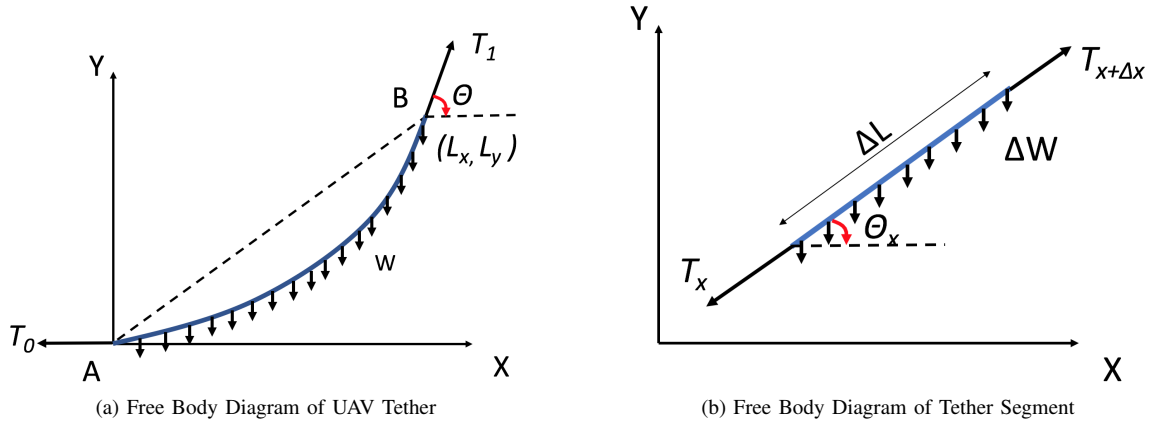 Y
T₁
B
Θ
(Lₓ, Lᵧ )
W
T₀
A
X
(a) Free Body Diagram of UAV Tether
Y
Tₓ₊Δₓ
ΔL
ΔW
Θₓ
Tₓ
X
(b) Free Body Diagram of Tether Segment